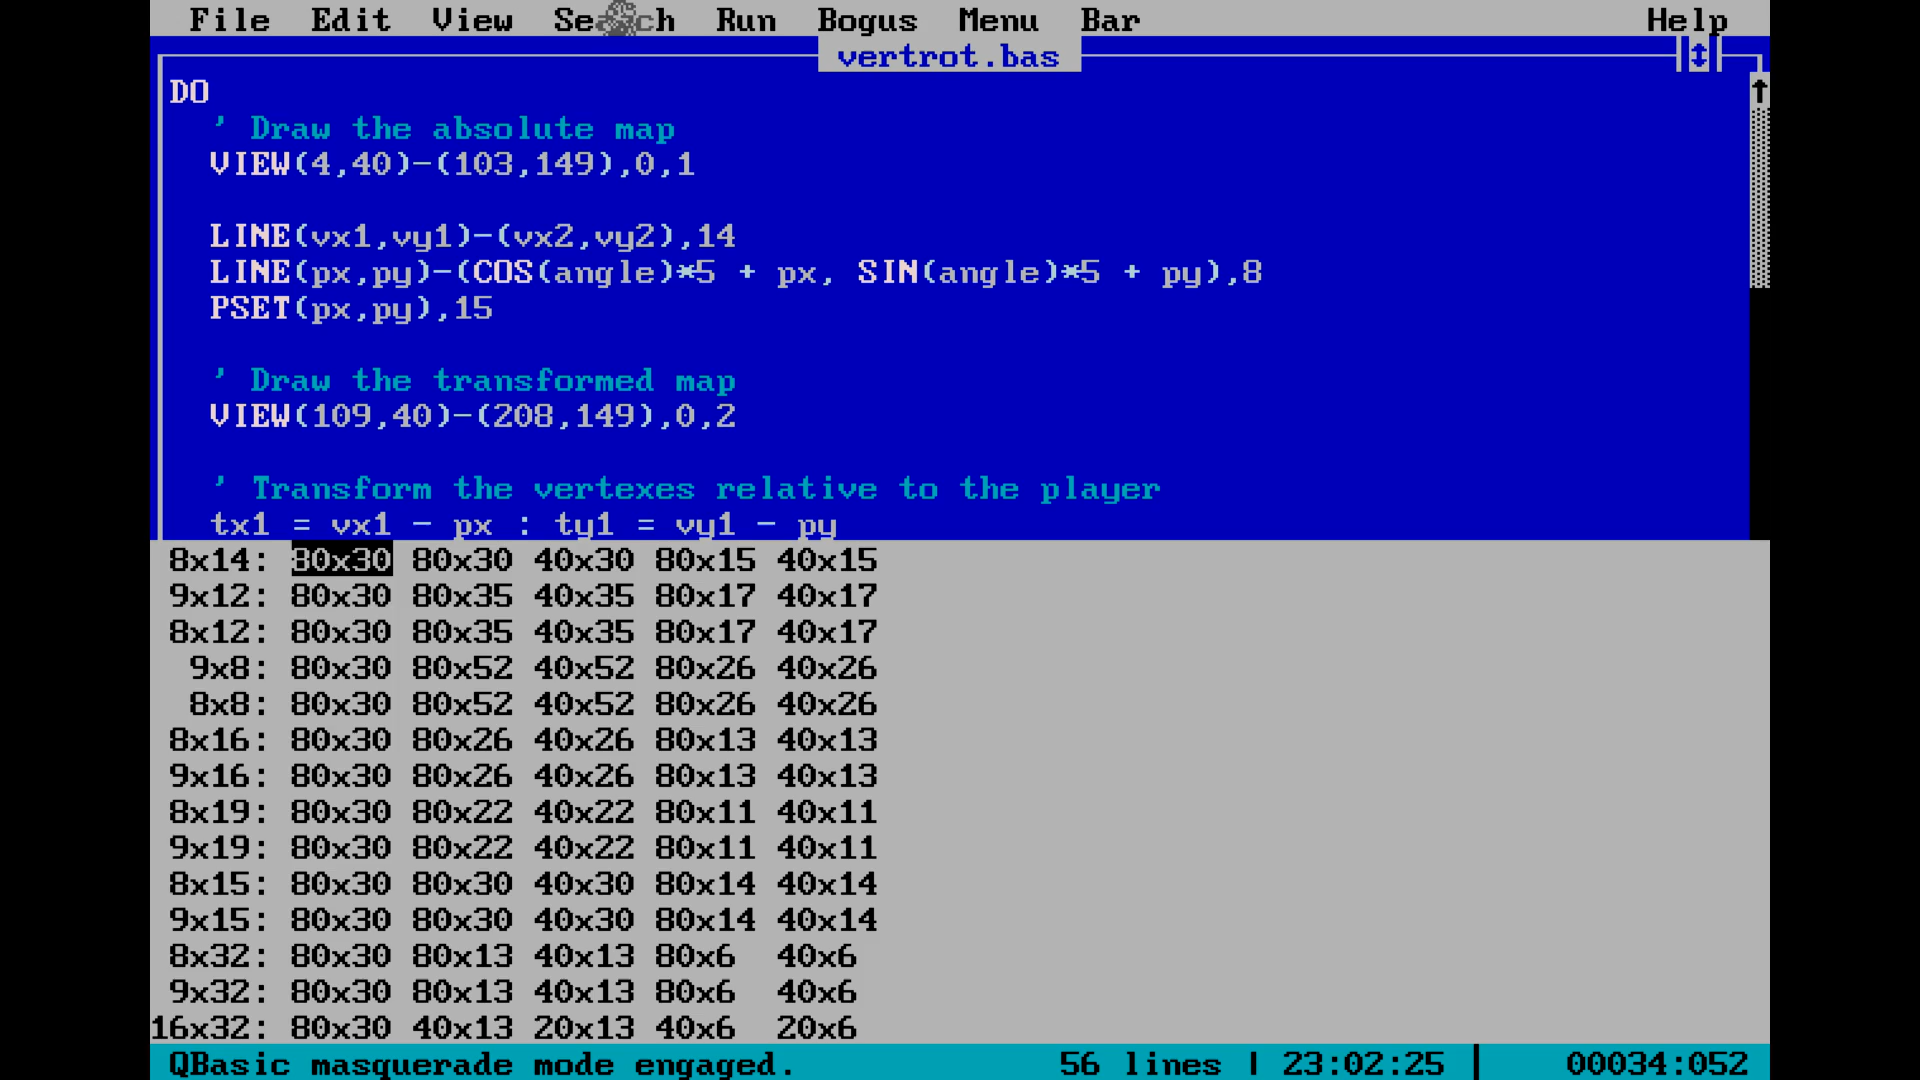 File Edit View Search Run Bogus Menu Bar Help
vertrot.bas
DO
' Draw the absolute map
VIEW(4,40)-(103,149),0,1
LINE(vx1,vy1)-(vx2,vy2),14
LINE(px,py)-(COS(angle)*5 + px, SIN(angle)*5 + py),8
PSET(px,py),15
' Draw the transformed map
VIEW(109,40)-(208,149),0,2
' Transform the vertexes relative to the player
tx1 = vx1 - px : ty1 = vy1 - py
8x14: 80x30 80x30 40x30 80x15 40x15
9x12: 80x30 80x35 40x35 80x17 40x17
8x12: 80x30 80x35 40x35 80x17 40x17
9x8: 80x30 80x52 40x52 80x26 40x26
8x8: 80x30 80x52 40x52 80x26 40x26
8x16: 80x30 80x26 40x26 80x13 40x13
9x16: 80x30 80x26 40x26 80x13 40x13
8x19: 80x30 80x22 40x22 80x11 40x11
9x19: 80x30 80x22 40x22 80x11 40x11
8x15: 80x30 80x30 40x30 80x14 40x14
9x15: 80x30 80x30 40x30 80x14 40x14
8x32: 80x30 80x13 40x13 80x6 40x6
9x32: 80x30 80x13 40x13 80x6 40x6
16x32: 80x30 40x13 20x13 40x6 20x6
QBasic masquerade mode engaged. 56 lines | 23:02:25 | 00034:052